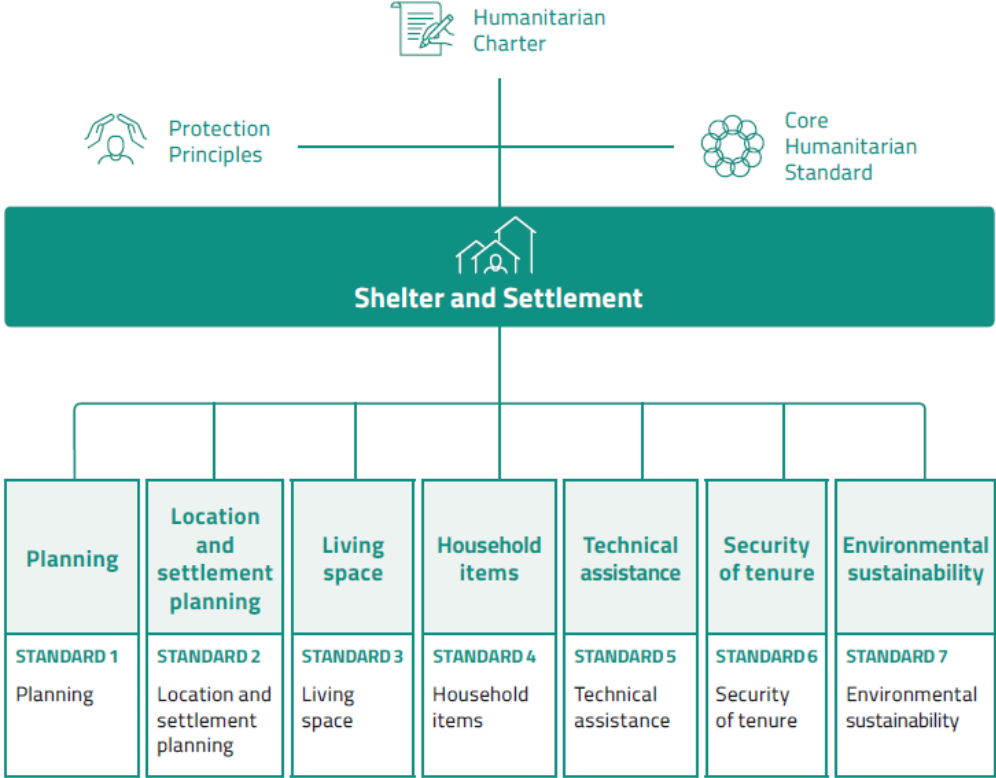 Humanitarian
Charter
Protection
Principles
Core
Humanitarian
Standard
Shelter and Settlement
Planning
Location
and
settlement
planning
Living
space
Household
items
Technical
assistance
Security
of tenure
Environmental
sustainability
STANDARD 1
Planning
STANDARD 2
Location and
settlement
planning
STANDARD 3
Living
space
STANDARD 4
Household
items
STANDARD 5
Technical
assistance
STANDARD 6
Security
of tenure
STANDARD 7
Environmental
sustainability